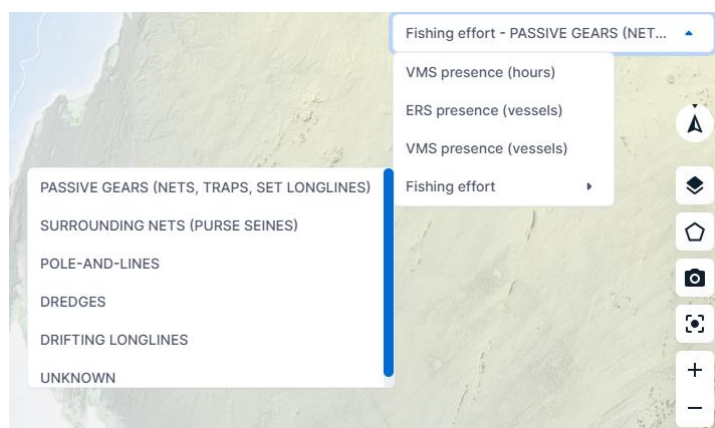 Fishing effort - PASSIVE GEARS (NET...
VMS presence (hours)
ERS presence (vessels)
VMS presence (vessels)
Fishing effort
PASSIVE GEARS (NETS, TRAPS, SET LONGLINES)
SURROUNDING NETS (PURSE SEINES)
POLE-AND-LINES
DREDGES
DRIFTING LONGLINES
UNKNOWN